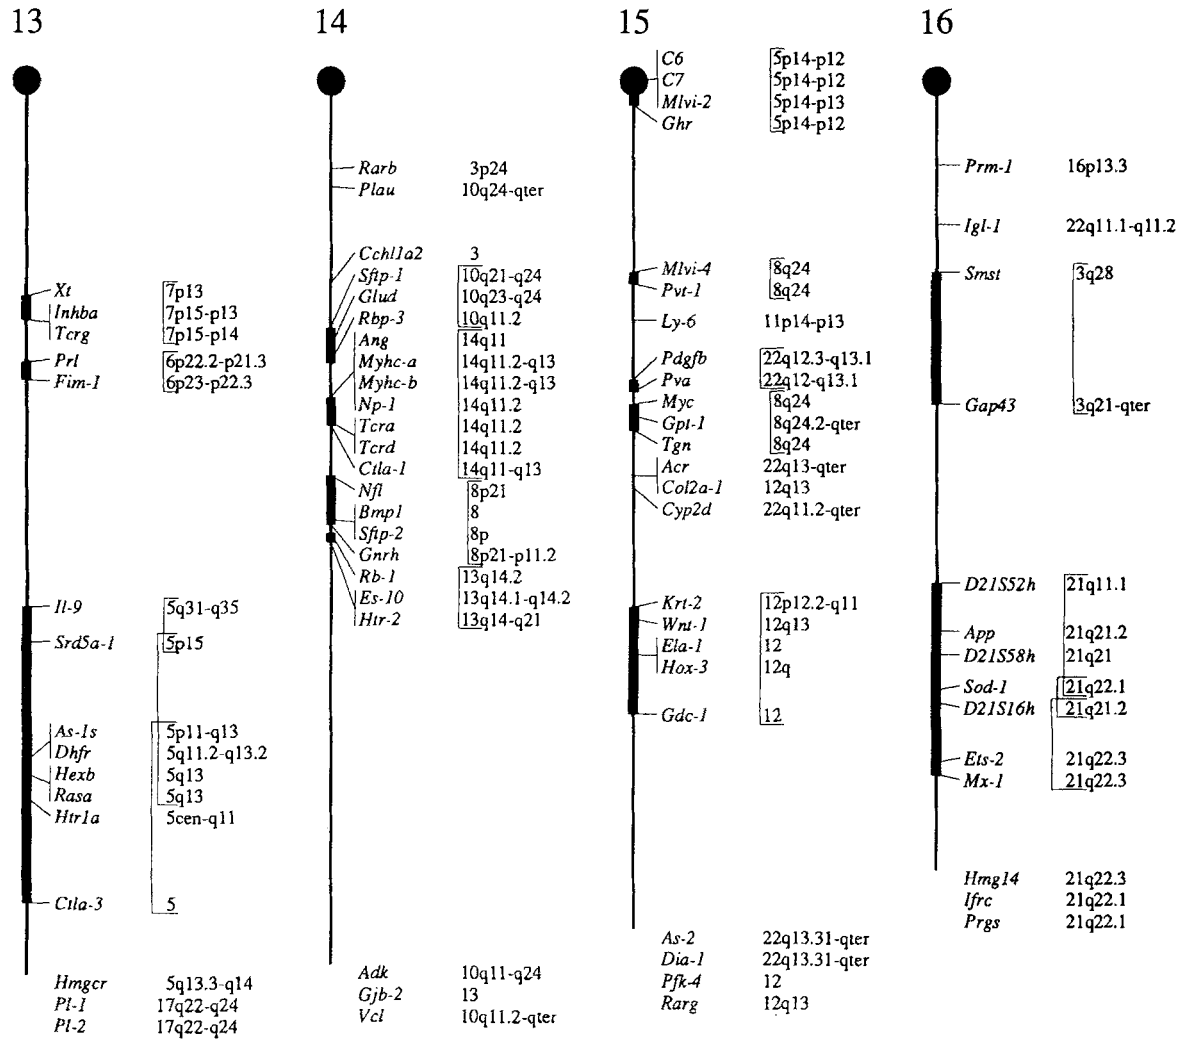 13
Xt 7p13
Inhba 7p15-p13
Tcrg 7p15-p14
Prl 6p22.2-p21.3
Fim-1 6p23-p22.3
Il-9 5q31-q35
Srd5a-1 5p15
As-1s 5p11-q13
Dhfr 5q11.2-q13.2
Hexb 5q13
Rasa 5q13
Htr1a 5cen-q11
Ctla-3 5
Hmgcr 5q13.3-q14
Pl-1 17q22-q24
Pl-2 17q22-q24
14
Rarb 3p24
Plau 10q24-qter
Cchl1a2 3
Sftp-1 10q21-q24
Glud 10q23-q24
Rbp-3 10q11.2
Ang 14q11
Myhc-a 14q11.2-q13
Myhc-b 14q11.2-q13
Np-1 14q11.2
Tcra 14q11.2
Tcrd 14q11.2
Ctla-1 14q11-q13
Nfl 8p21
Bmp1 8
Sftp-2 8p
Gnrh 8p21-p11.2
Rb-1 13q14.2
Es-10 13q14.1-q14.2
Htr-2 13q14-q21
Adk 10q11-q24
Gjb-2 13
Vcl 10q11.2-qter
15
C6 5p14-p12
C7 5p14-p12
Mlvi-2 5p14-p13
Ghr 5p14-p12
Mlvi-4 8q24
Pvt-1 8q24
Ly-6 11p14-p13
Pdgfb 22q12.3-q13.1
Pva 22q12-q13.1
Myc 8q24
Gpt-1 8q24.2-qter
Tgn 8q24
Acr 22q13-qter
Col2a-1 12q13
Cyp2d 22q11.2-qter
Krt-2 12p12.2-q11
Wnt-1 12q13
Ela-1 12
Hox-3 12q
Gdc-1 12
As-2 22q13.31-qter
Dia-1 22q13.31-qter
Pfk-4 12
Rarg 12q13
16
Prm-1 16p13.3
Igl-1 22q11.1-q11.2
Smst 3q28
Gap43 3q21-qter
D21S52h 21q11.1
App 21q21.2
D21S58h 21q21
Sod-1 21q22.1
D21S16h 21q21.2
Ets-2 21q22.3
Mx-1 21q22.3
Hmg14 21q22.3
Ifrc 21q22.1
Prgs 21q22.1